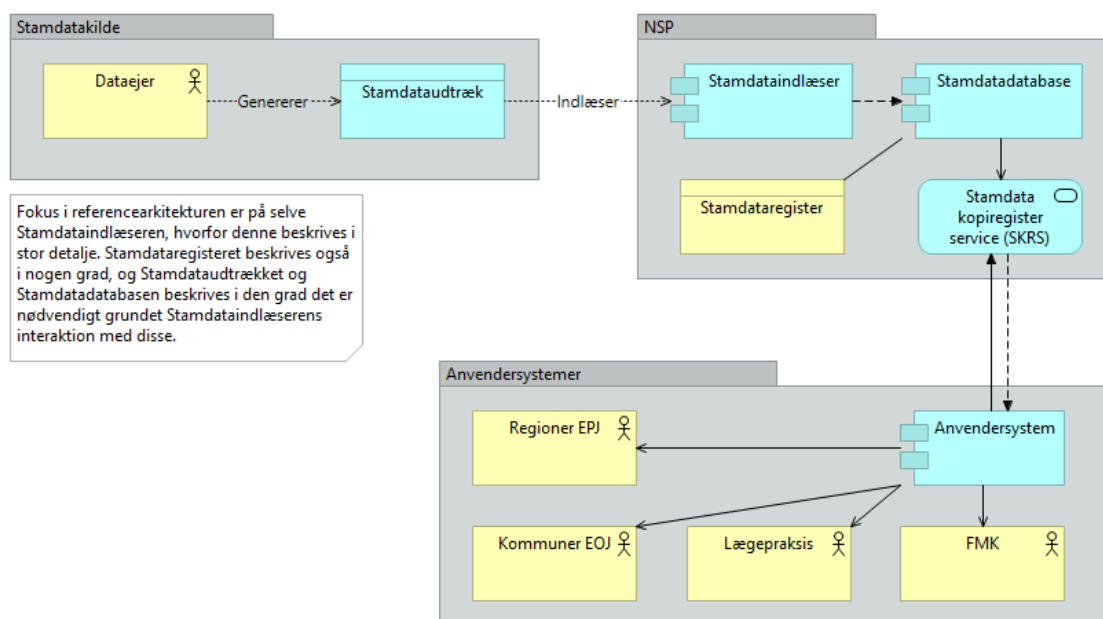 Stamdatakilde
Dataejer
Genererer
Stamdataudtræk
Indlæser
NSP
Stamdataindlæser
Stamdatadatabase
Stamdataregister
Stamdata
kopiregister
service (SKRS)
Fokus i referencearkitekturen er på selve
Stamdataindlæseren, hvorfor denne beskrives i
stor detalje. Stamdataregisteret beskrives også
i nogen grad, og Stamdataudtrækket og
Stamdatadatabasen beskrives i den grad det er
nødvendigt grundet Stamdataindlæserens
interaktion med disse.
Anvendersystemer
Regioner EPJ
Anvendersystem
Kommuner EOJ
Lægepraksis
FMK